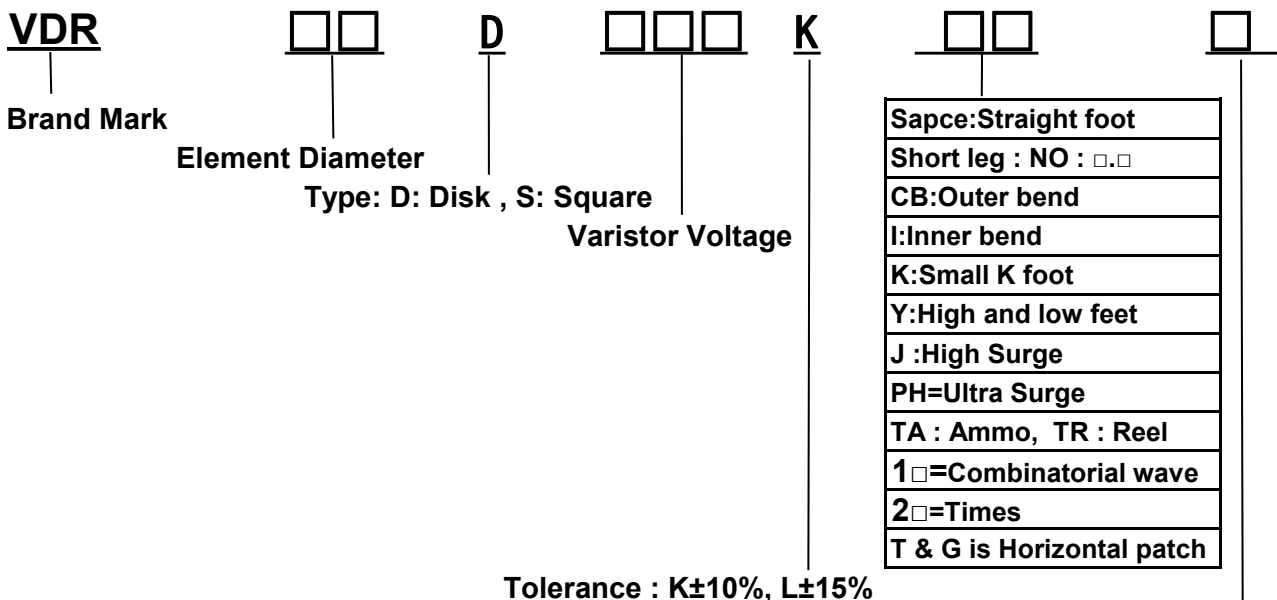 VDR □□ D □□□ K □□ □
Brand Mark
Element Diameter
Type: D: Disk , S: Square
Varistor Voltage
Sapce:Straight foot
Short leg : NO : □.□
CB:Outer bend
I:Inner bend
K:Small K foot
Y:High and low feet
J :High Surge
PH=Ultra Surge
TA : Ammo, TR : Reel
1□=Combinatorial wave
2□=Times
T & G is Horizontal patch
Tolerance : K±10%, L±15%